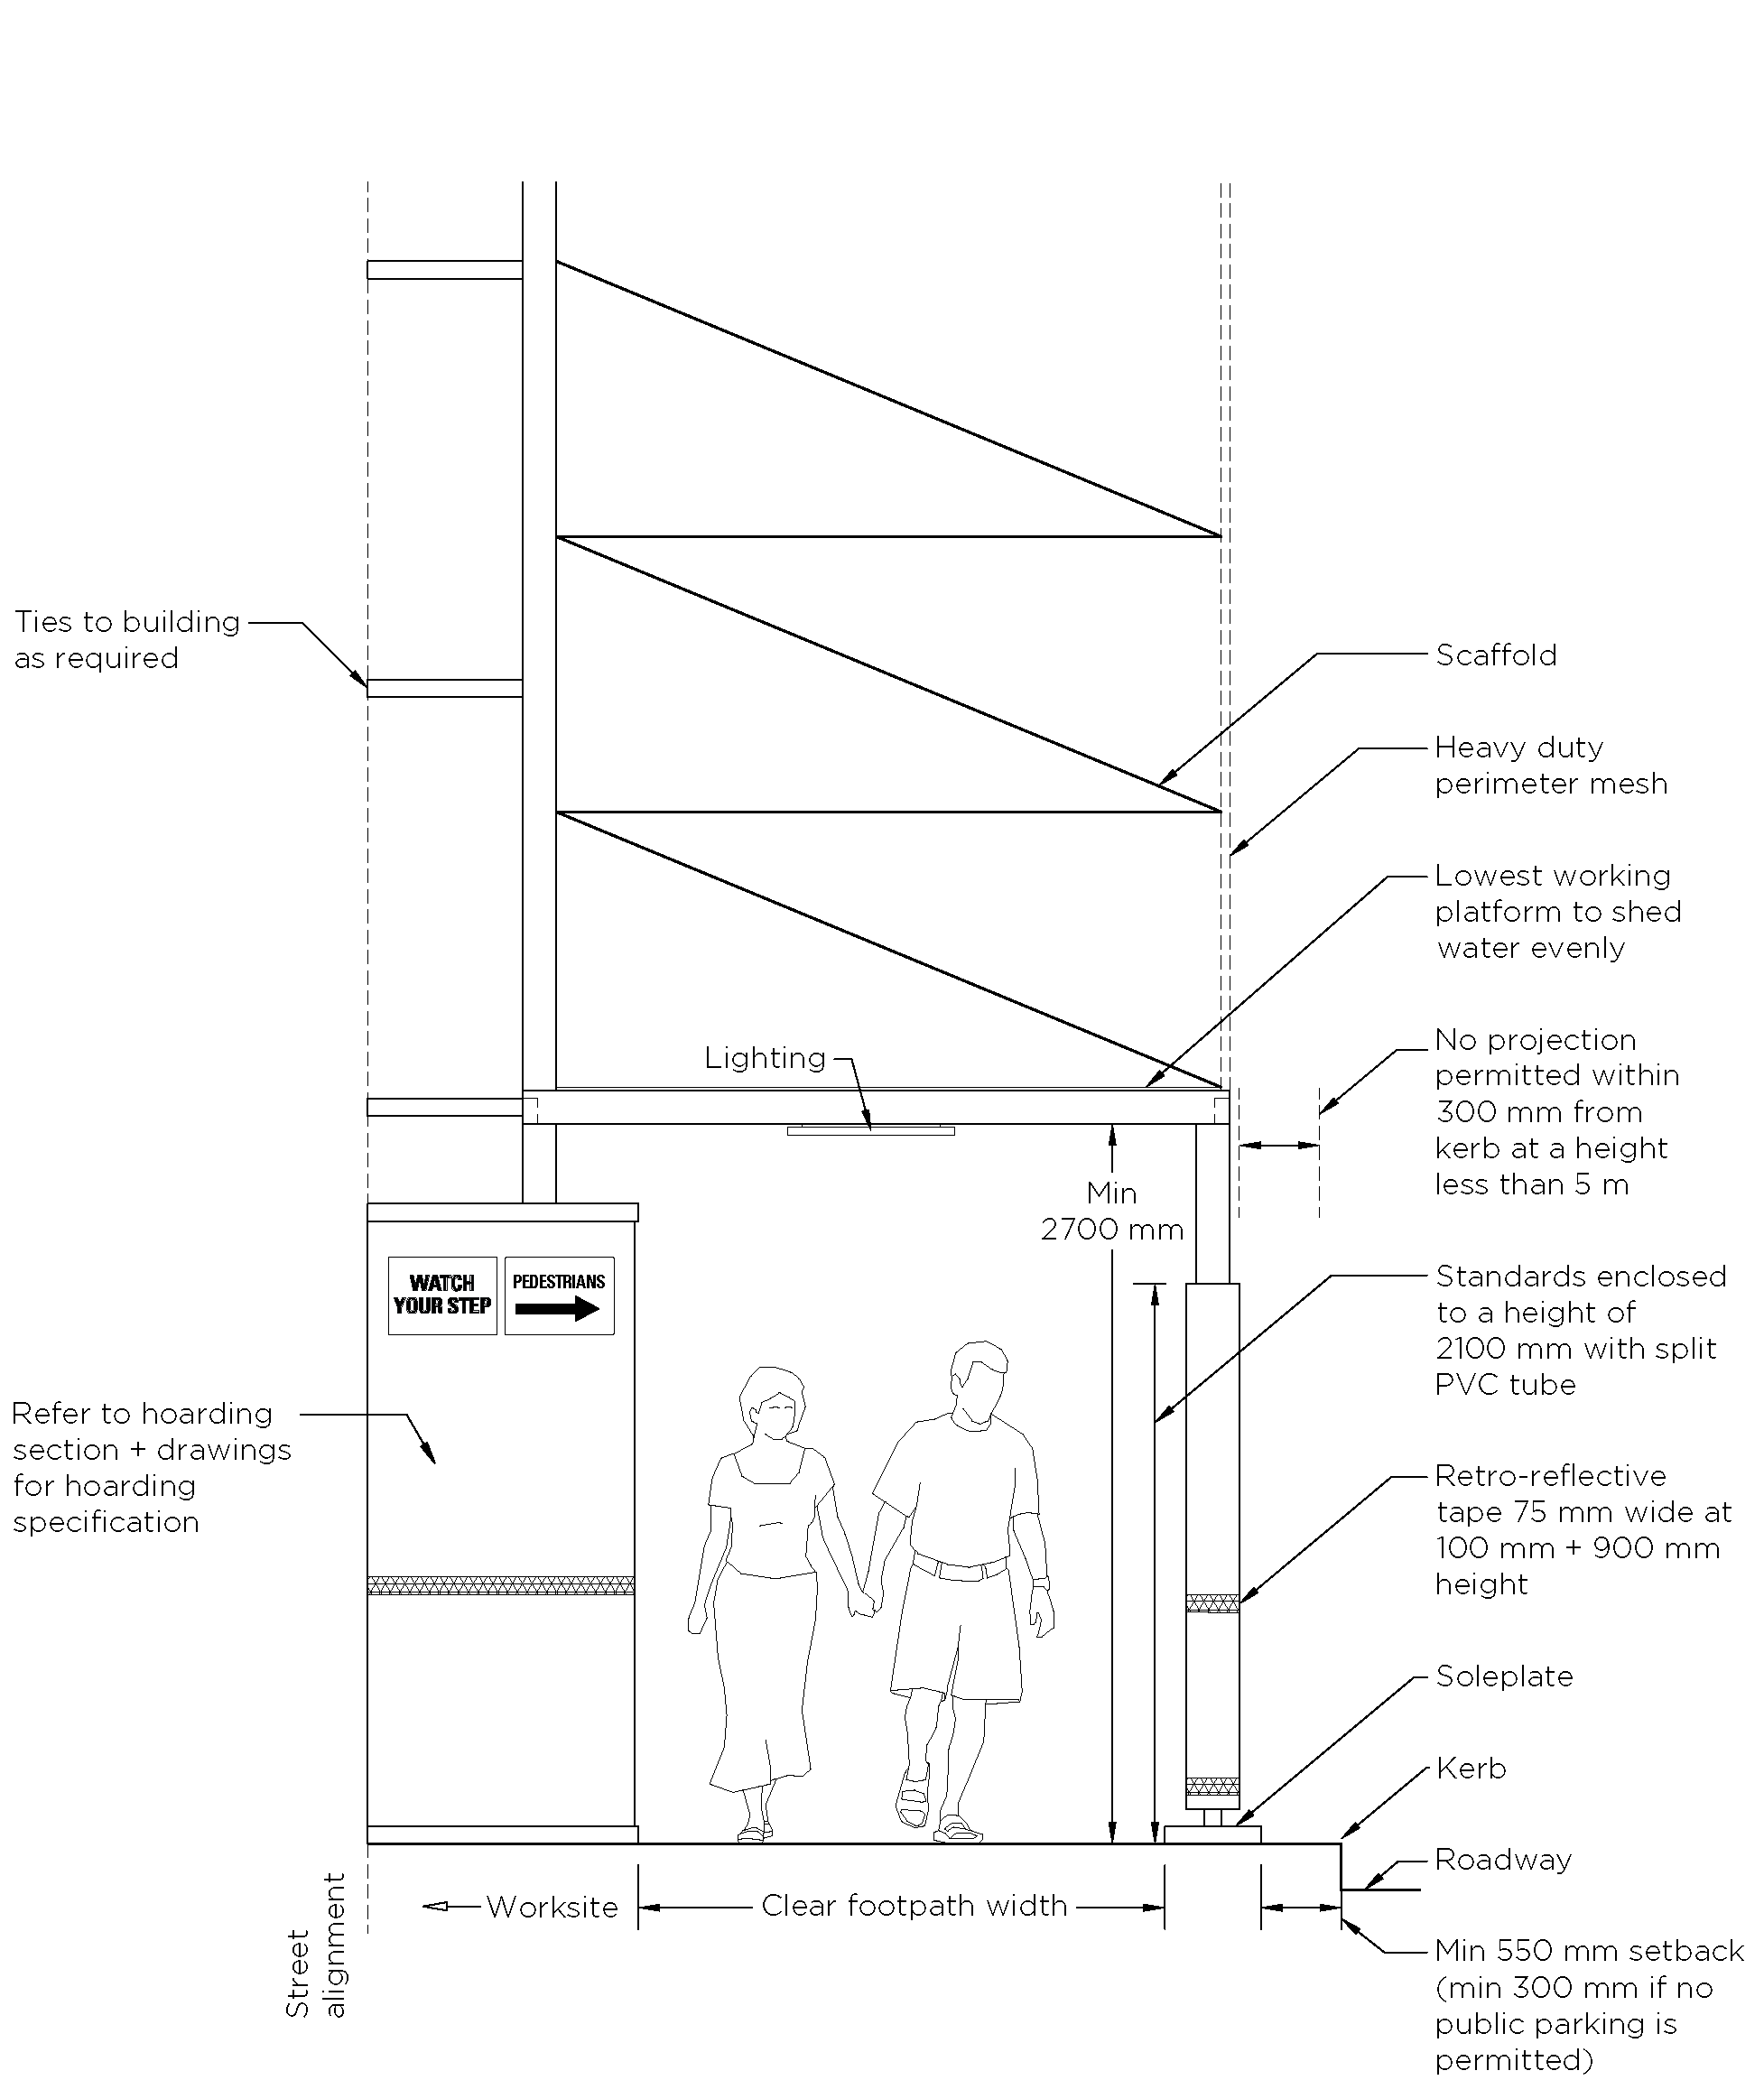 Ties to building
as required
Scaffold
Heavy duty
perimeter mesh
Lowest working
platform to shed
water evenly
Lighting
No projection
permitted within
300 mm from
kerb at a height
less than 5 m
Min
2700 mm
WATCH
YOUR STEP
PEDESTRIANS
Standards enclosed
to a height of
2100 mm with split
PVC tube
Refer to hoarding
section + drawings
for hoarding
specification
Retro-reflective
tape 75 mm wide at
100 mm + 900 mm
height
Soleplate
Kerb
Roadway
Worksite
Clear footpath width
Street
alignment
Min 550 mm setback
(min 300 mm if no
public parking is
permitted)